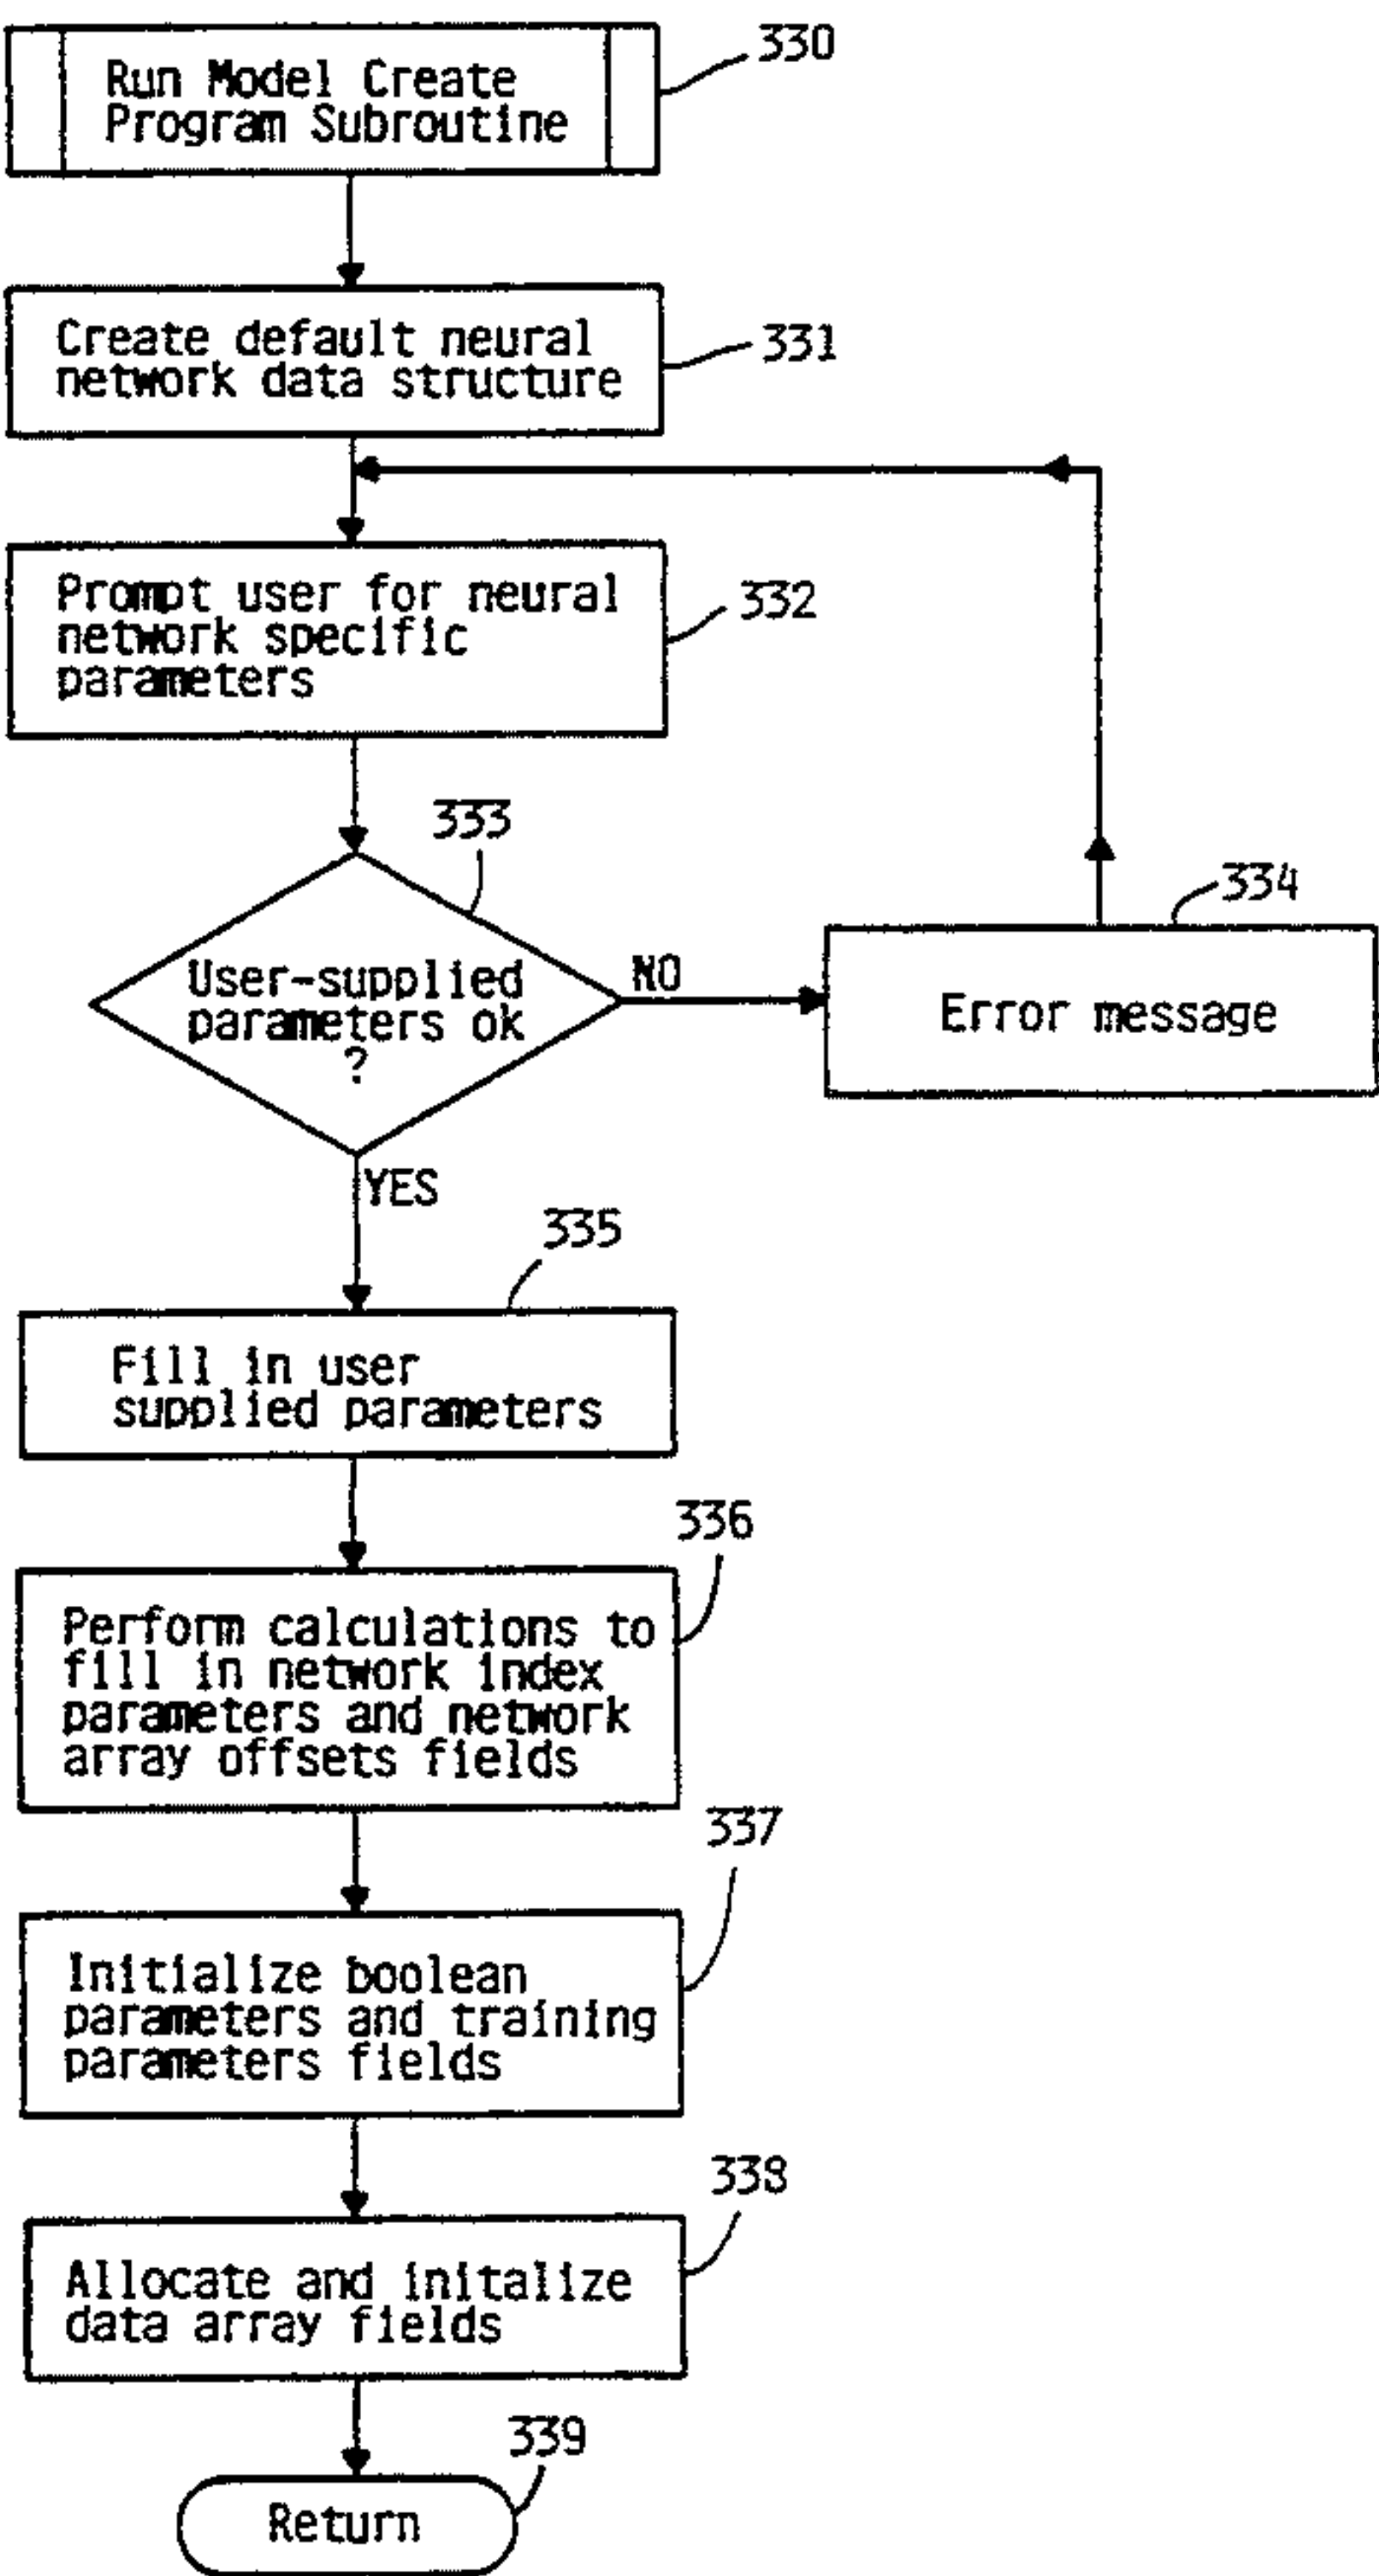 330
Run Model Create
Program Subroutine
331
Create default neural
network data structure
332
Prompt user for neural
network specific
parameters
333
User-supplied
parameters ok
?
NO
334
Error message
YES
335
Fill in user
supplied parameters
336
Perform calculations to
fill in network index
parameters and network
array offsets fields
337
Initialize boolean
parameters and training
parameters fields
338
Allocate and initalize
data array fields
339
Return